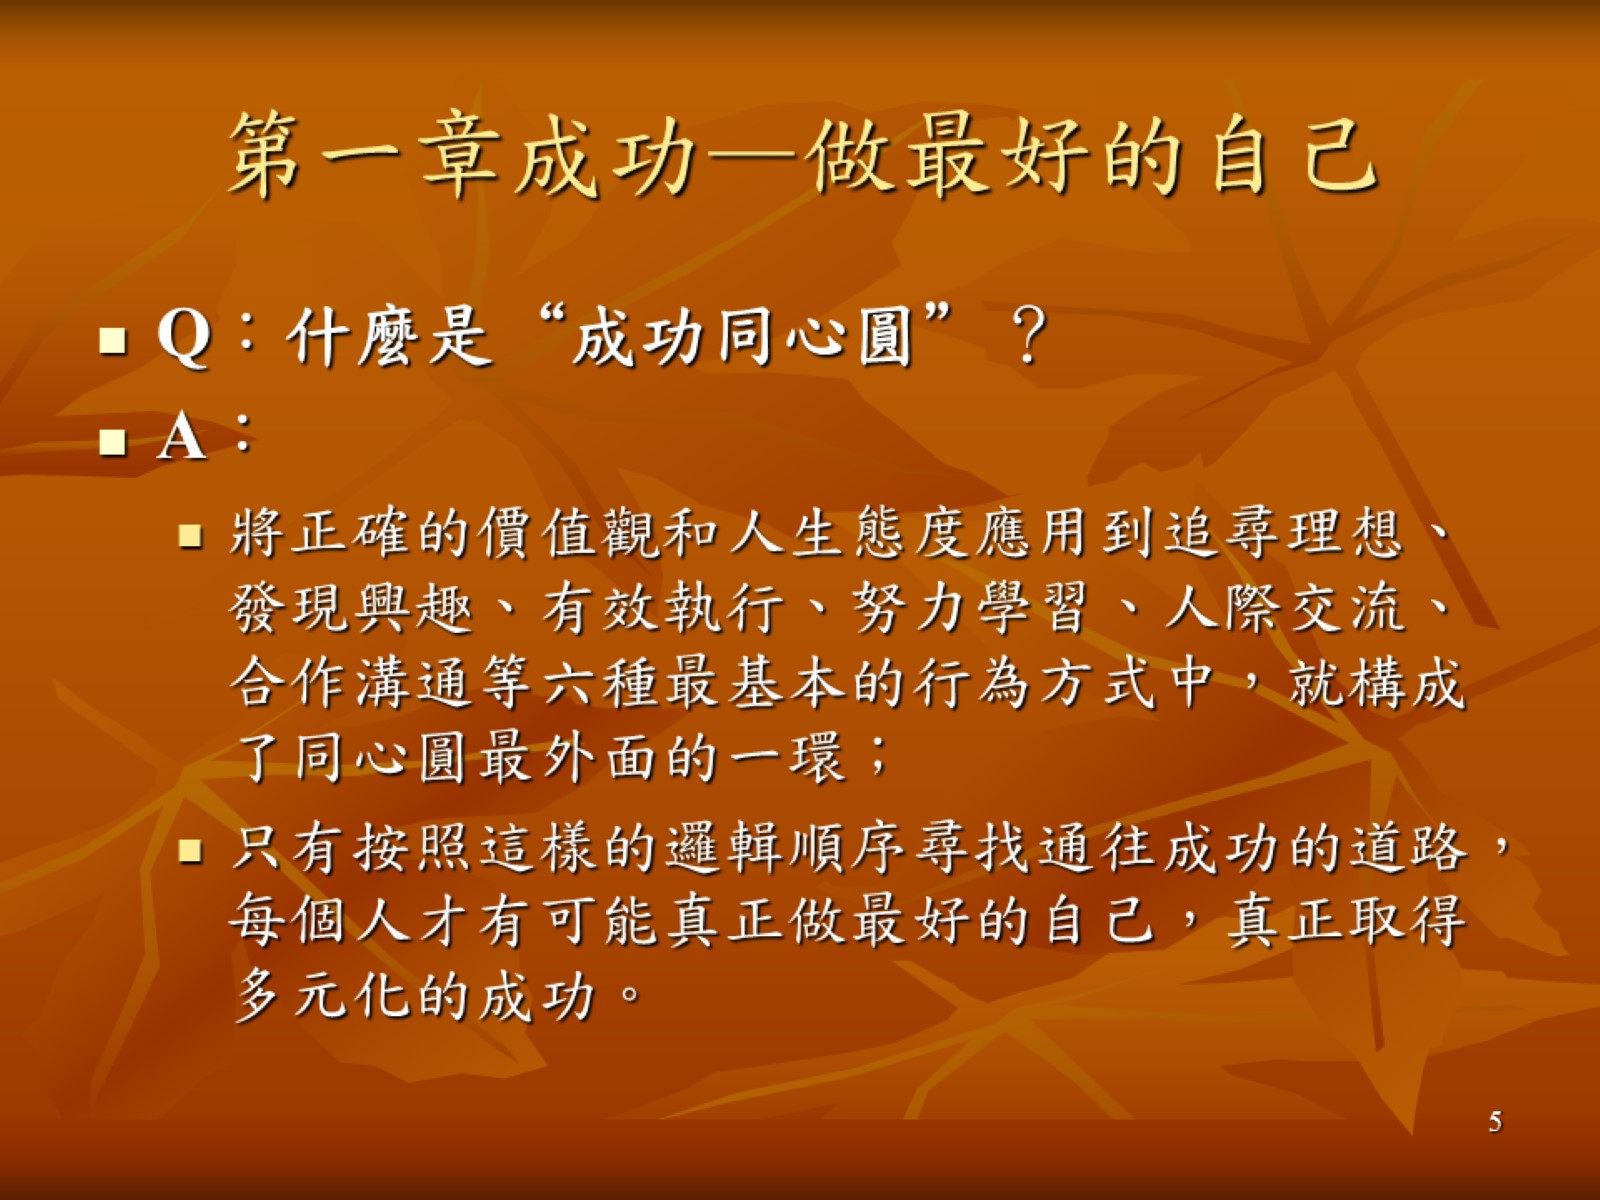 第一章成功—做最好的自己
Q：什麼是“成功同心圓”？
A：
將正確的價值觀和人生態度應用到追尋理想、
發現興趣、有效執行、努力學習、人際交流、
合作溝通等六種最基本的行為方式中，就構成
了同心圓最外面的一環；
只有按照這樣的邏輯順序尋找通往成功的道路，
每個人才有可能真正做最好的自己，真正取得
多元化的成功。
5